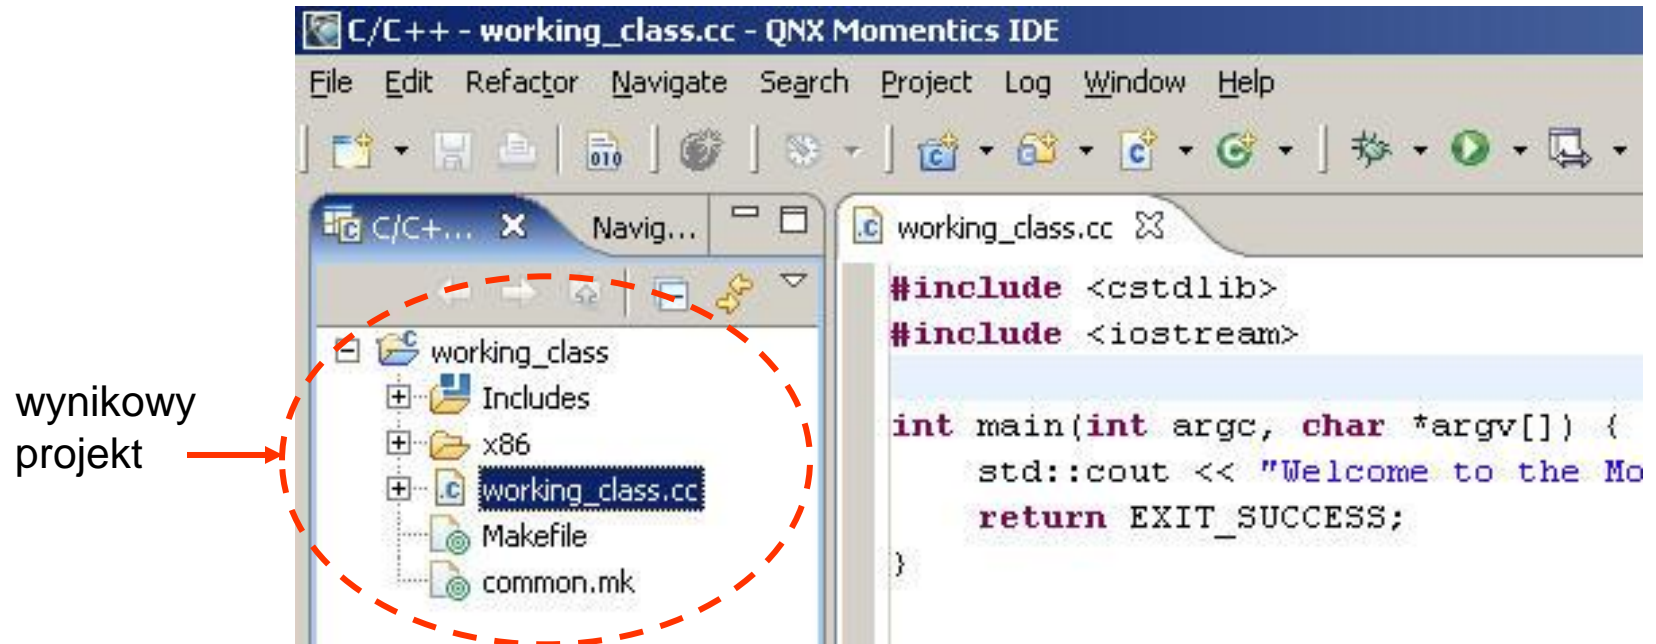 C/C++ - working_class.cc - QNX Momentics IDE
File Edit Refactor Navigate Search Project Log Window Help
010
C/C+... Navig...
working_class.cc
working_class
Includes
x86
working_class.cc
Makefile
common.mk
wynikowy
projekt
#include <cstdlib>
#include <iostream>
int main(int argc, char *argv[]) {
std::cout << "Welcome to the Mo
return EXIT_SUCCESS;
}